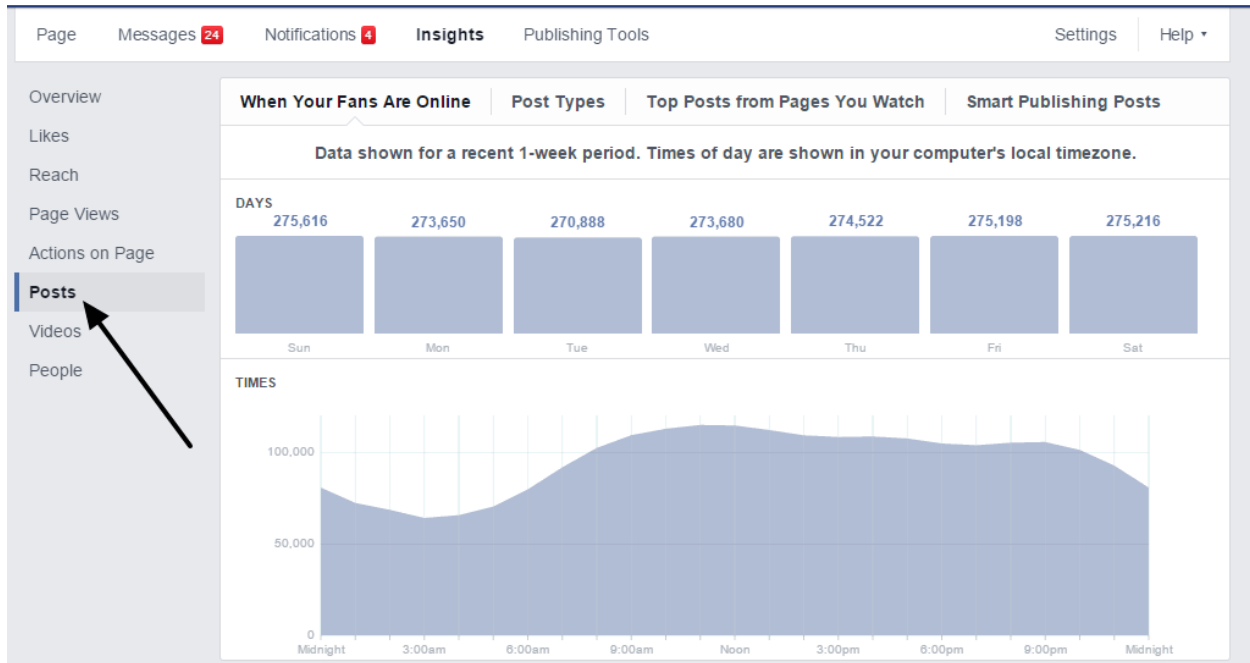 Page Messages 24 Notifications 4 Insights Publishing Tools Settings Help
Overview
Likes
Reach
Page Views
Actions on Page
Posts
Videos
People
When Your Fans Are Online Post Types Top Posts from Pages You Watch Smart Publishing Posts
Data shown for a recent 1-week period. Times of day are shown in your computer's local timezone.
DAYS
275,616 273,650 270,888 273,680 274,522 275,198 275,216
Sun Mon Tue Wed Thu Fri Sat
TIMES
100,000
50,000
0
Midnight 3:00am 6:00am 9:00am Noon 3:00pm 6:00pm 9:00pm Midnight